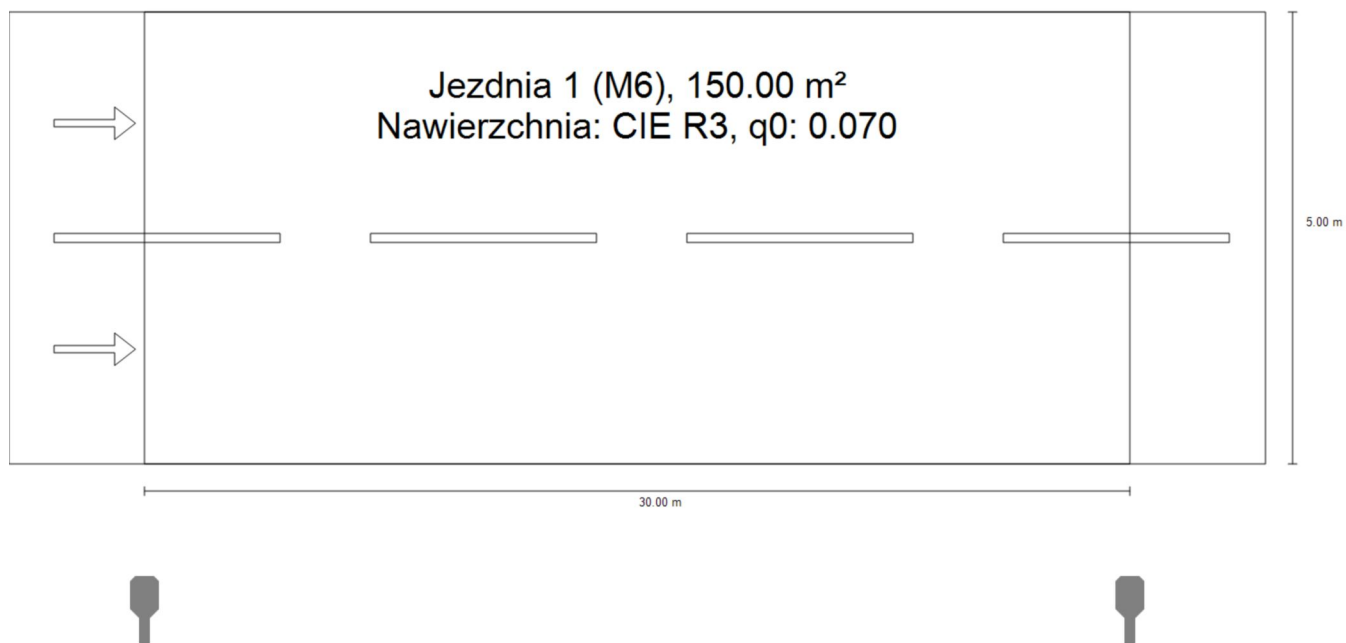 Jezdnia 1 (M6), 150.00 m²
Nawierzchnia: CIE R3, q0: 0.070
5.00 m
30.00 m